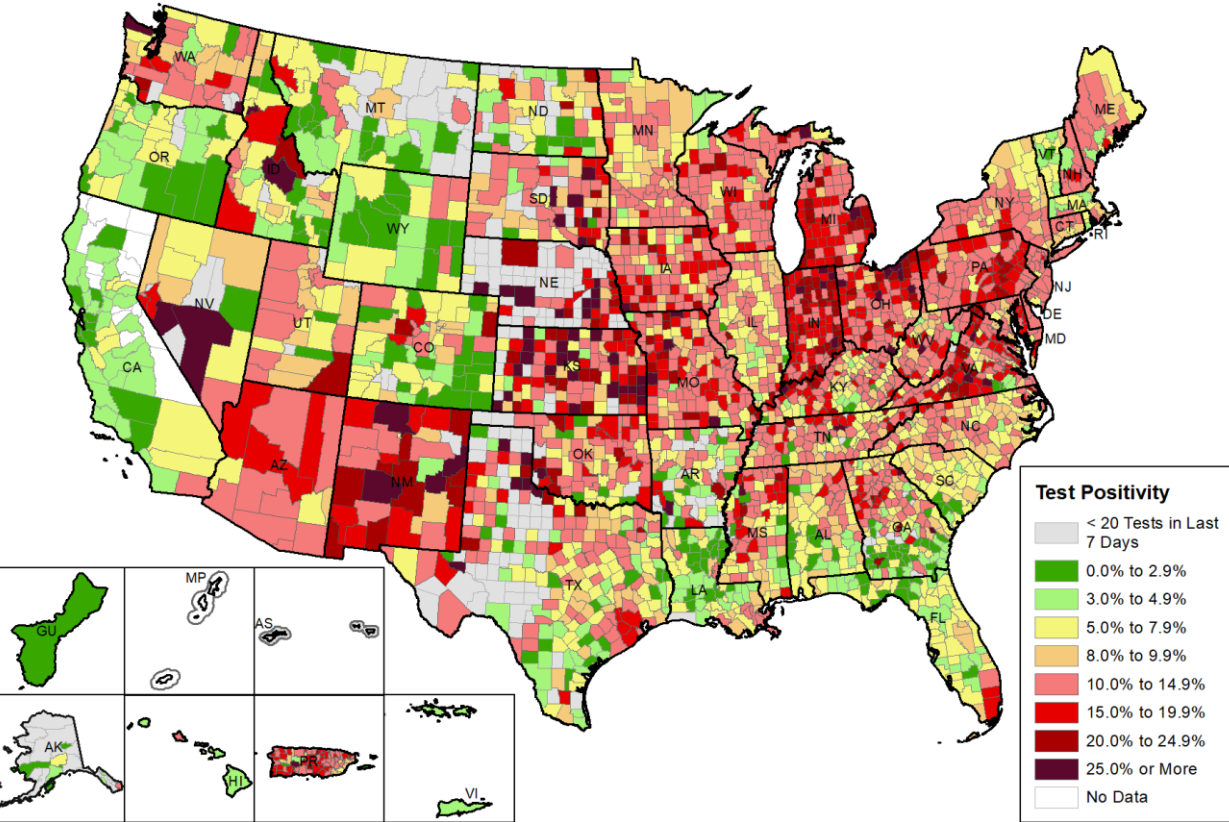 WA
MT
ND
MN
ME
OR
ID
SD
WI
MI
NY
VT
NH
MA
CT
RI
WY
NE
IA
PA
NJ
NV
UT
CO
IL
IN
OH
DE
MD
WV
VA
CA
KS
MO
KY
AZ
NM
OK
AR
TN
NC
SC
MS
AL
GA
TX
LA
FL
GU
MP
AS
AK
HI
PR
VI
Test Positivity
< 20 Tests in Last
7 Days
0.0% to 2.9%
3.0% to 4.9%
5.0% to 7.9%
8.0% to 9.9%
10.0% to 14.9%
15.0% to 19.9%
20.0% to 24.9%
25.0% or More
No Data